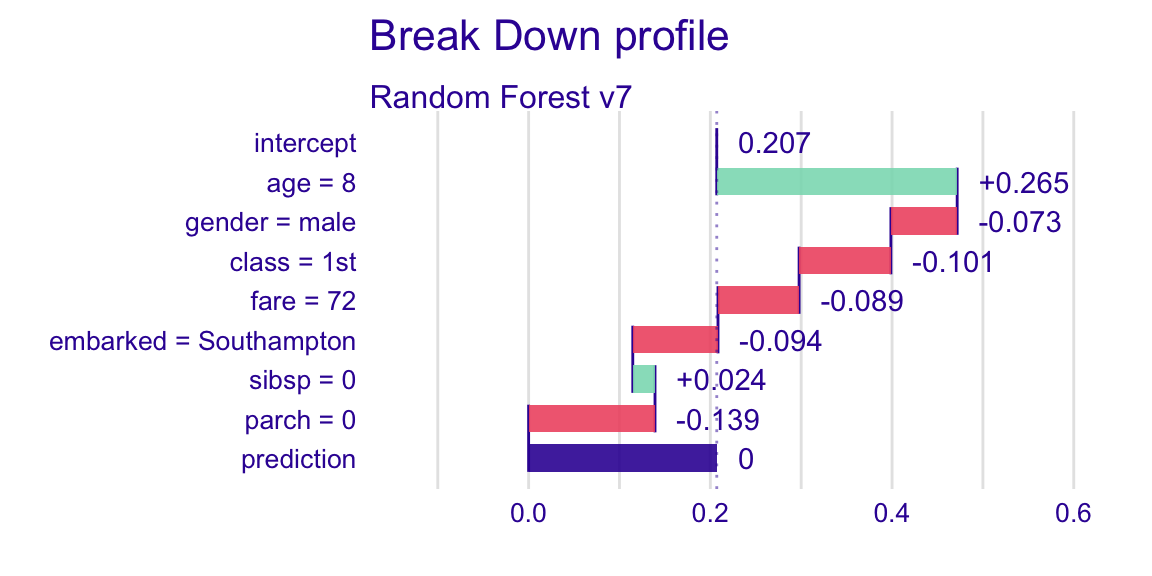 Break Down profile
Random Forest v7
intercept 0.207
age = 8 +0.265
gender = male -0.073
class = 1st -0.101
fare = 72 -0.089
embarked = Southampton -0.094
sibsp = 0 +0.024
parch = 0 -0.139
prediction 0
0.0 0.2 0.4 0.6